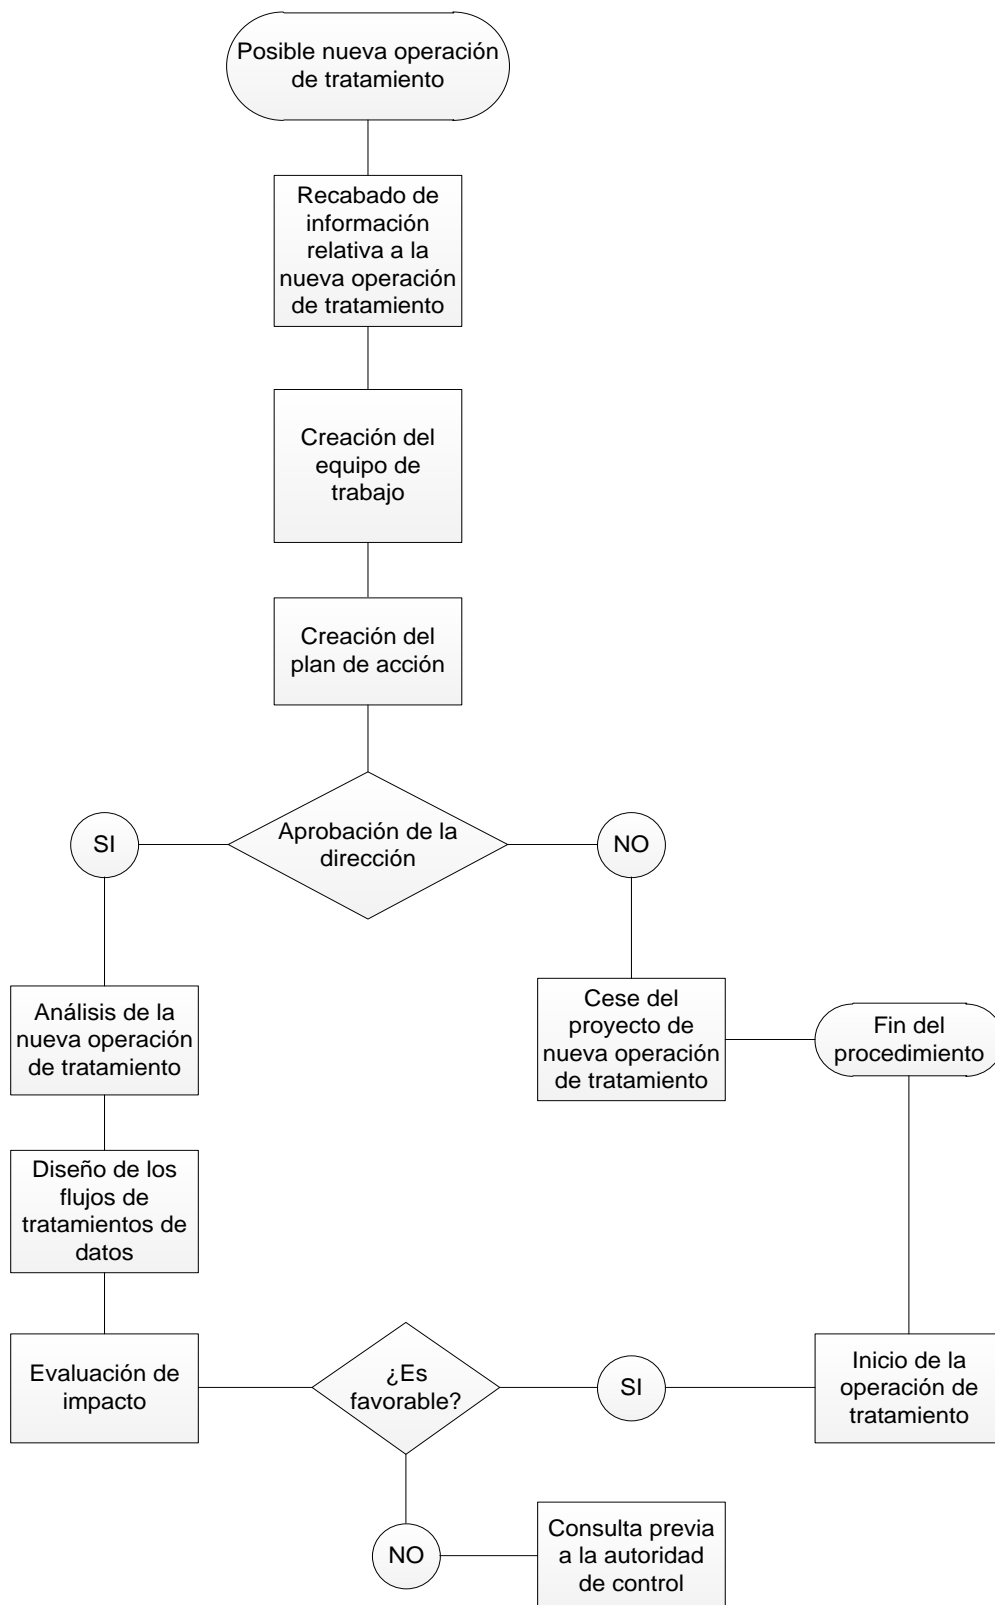 Posible nueva operación
de tratamiento
Recabado de
información
relativa a la
nueva operación
de tratamiento
Creación del
equipo de
trabajo
Creación del
plan de acción
Aprobación de la
dirección
SI
NO
Análisis de la
nueva operación
de tratamiento
Cese del
proyecto de
nueva operación
de tratamiento
Fin del
procedimiento
Diseño de los
flujos de
tratamientos de
datos
Evaluación de
impacto
¿Es
favorable?
SI
Inicio de la
operación de
tratamiento
NO
Consulta previa
a la autoridad
de control